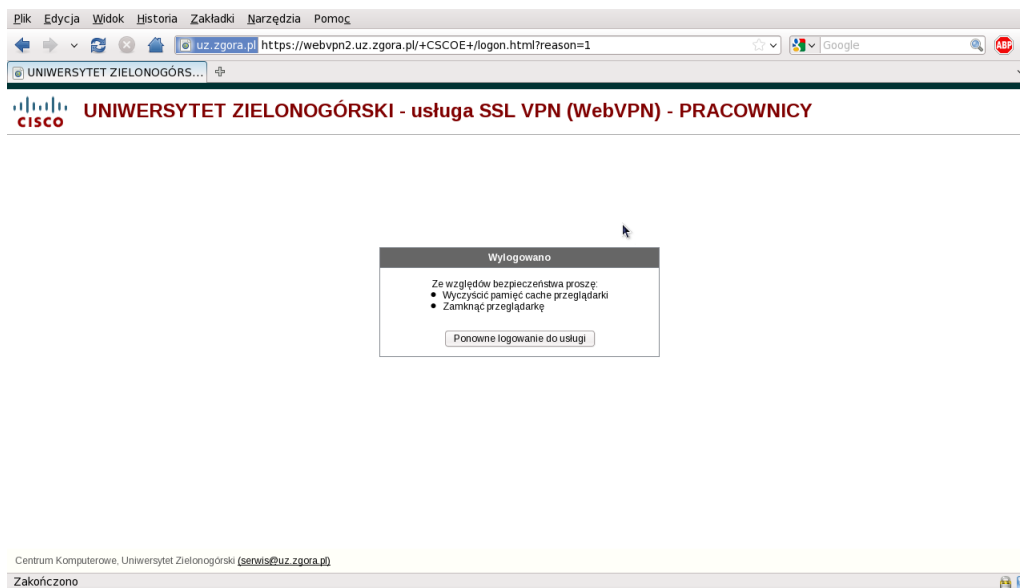 Plik Edycja Widok Historia Zakładki Narzędzia Pomoc
uz.zgora.pl https://webvpn2.uz.zgora.pl/+CSCOE+/logon.html?reason=1 Google ABP
UNIWERSYTET ZIELONOGÓRS...
CISCO UNIWERSYTET ZIELONOGÓRSKI - usługa SSL VPN (WebVPN) - PRACOWNICY
Wylogowano
Ze względów bezpieczeństwa proszę:
Wyczyścić pamięć cache przeglądarki
Zamknąć przeglądarkę
Ponowne logowanie do usługi
Centrum Komputerowe, Uniwersytet Zielonogórski (serwis@uz.zgora.pl)
Zakończono